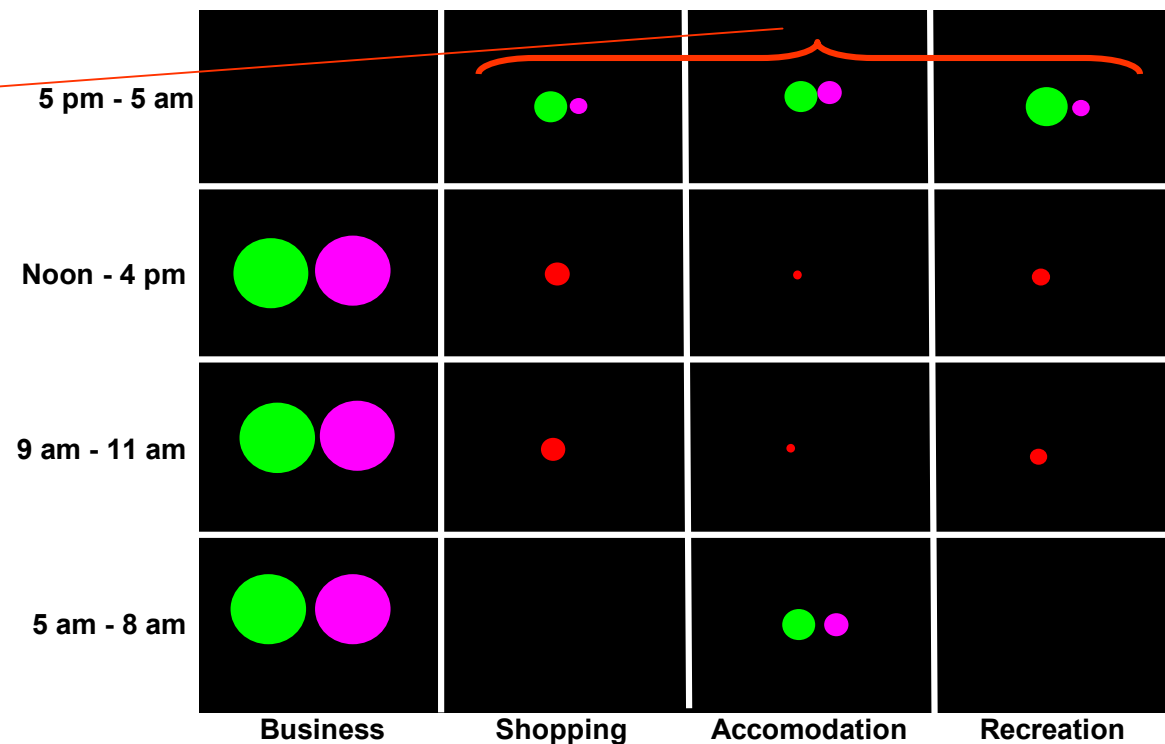 5 pm - 5 am
Noon - 4 pm
9 am - 11 am
5 am - 8 am
Business Shopping Accomodation Recreation